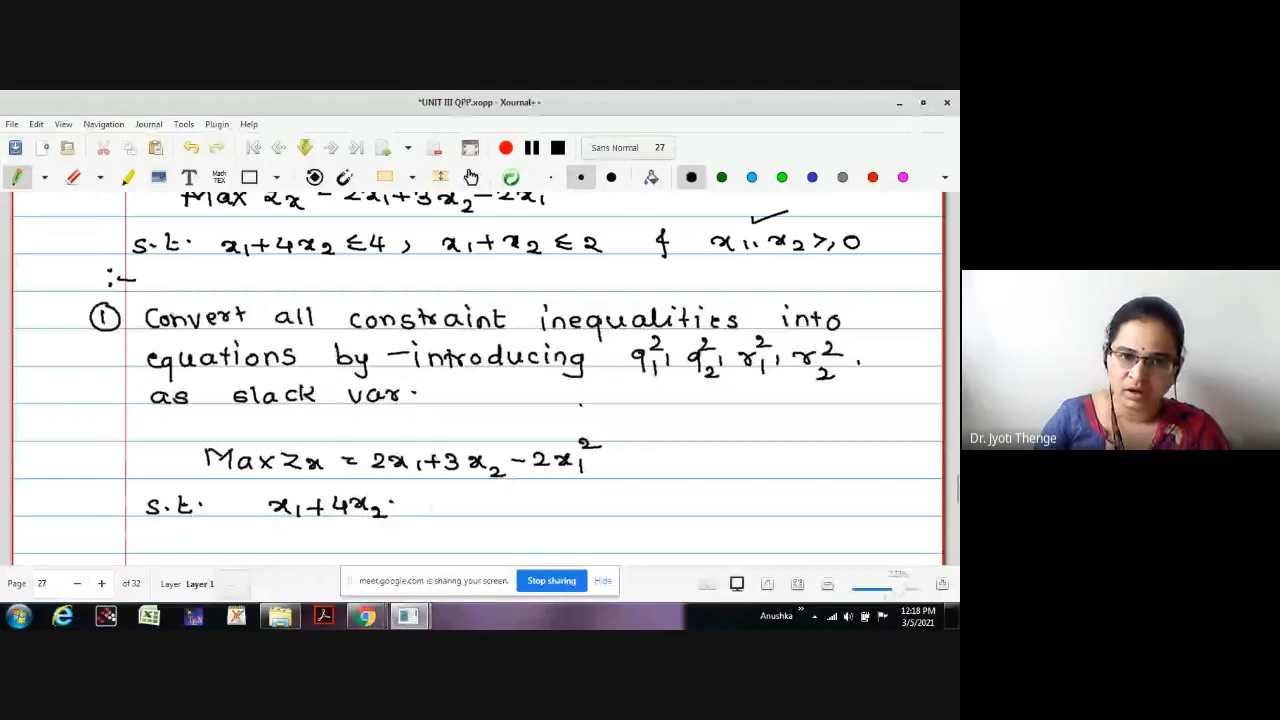 *UNIT III QPP.xopp - Xournal++
File Edit View Navigation Journal Tools Plugin Help
Sans Normal 27
T Math TEX
Max Zx = 2x₁+3x₂-2x₁
s.t. x₁+4x₂ ≤4, x₁+x₂ ≤ 2 & x₁, x₂ >, 0
:-
① Convert all constraint inequalities into
equations by introducing q₁², q₂², r₁², r₂².
as slack var.
Max Zx = 2x₁+3x₂-2x₁²
s.t. x₁+4x₂
Dr. Jyoti Thenge
Page 27 of 32 Layer Layer 1
meet.google.com is sharing your screen. Stop sharing Hide
Anushka
12:18 PM
3/5/2021